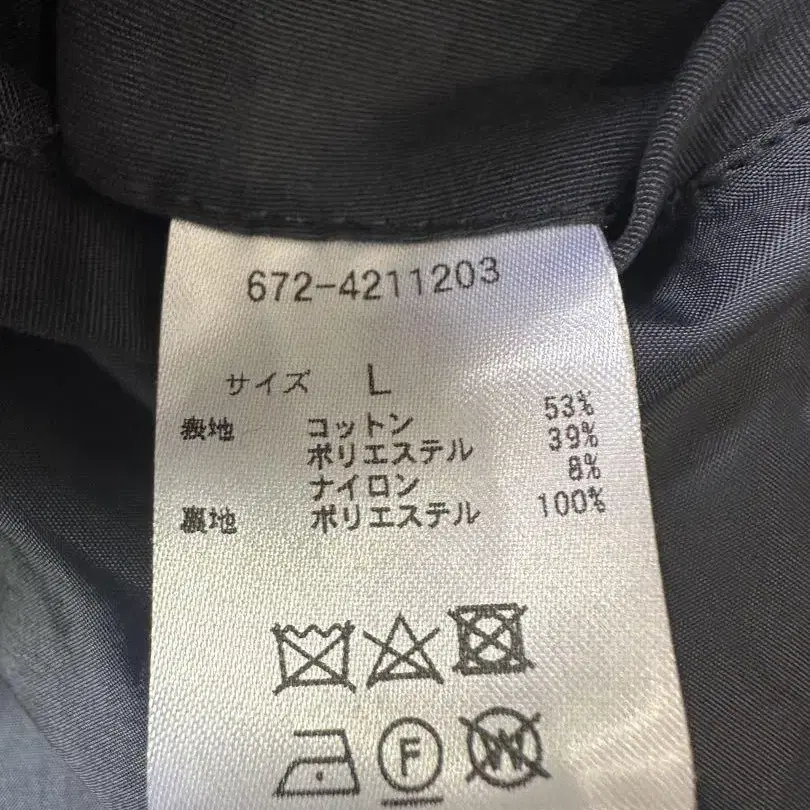 672-4211203
サイズ L
表地 コットン 53%
ポリエステル 39%
ナイロン 8%
裏地 ポリエステル 100%
F
W